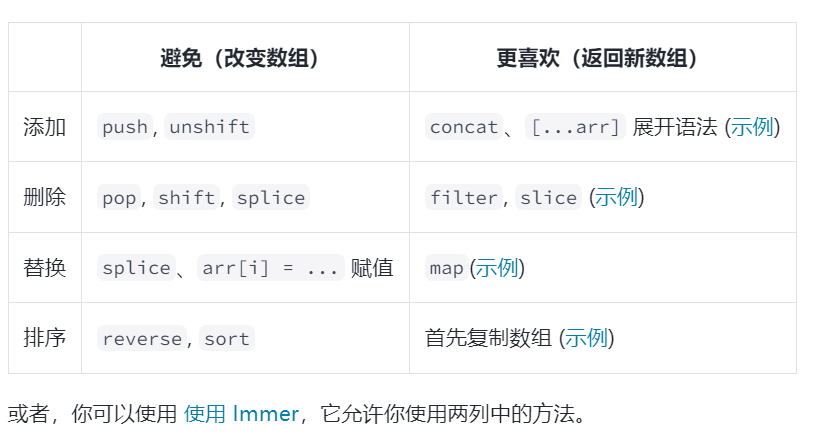 避免（改变数组） 更喜欢（返回新数组）
添加 push, unshift concat、[...arr] 展开语法 (示例)
删除 pop, shift, splice filter, slice (示例)
替换 splice、arr[i] = ... 赋值 map (示例)
排序 reverse, sort 首先复制数组 (示例)
或者，你可以使用 使用 Immer，它允许你使用两列中的方法。